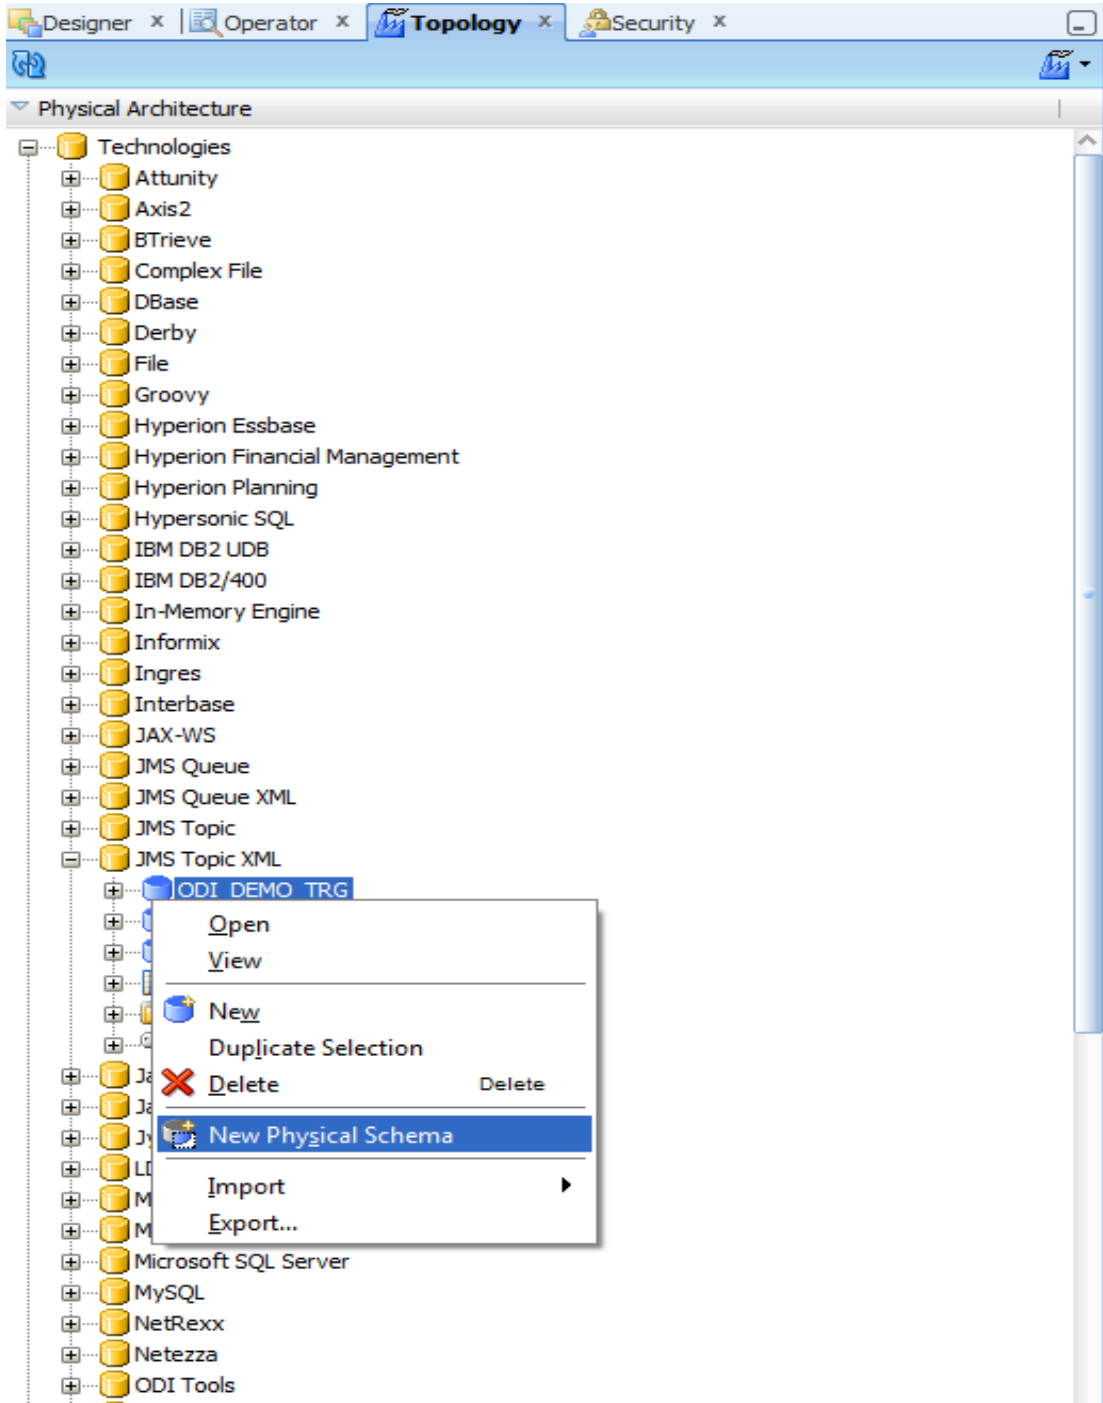 Designer x Operator x Topology x Security x
Physical Architecture
Technologies
Attunity
Axis2
BTrieve
Complex File
DBase
Derby
File
Groovy
Hyperion Essbase
Hyperion Financial Management
Hyperion Planning
Hypersonic SQL
IBM DB2 UDB
IBM DB2/400
In-Memory Engine
Informix
Ingres
Interbase
JAX-WS
JMS Queue
JMS Queue XML
JMS Topic
JMS Topic XML
ODI_DEMO_TRG
Open
View
New
Duplicate Selection
Ja
Delete Delete
Ja
New Physical Schema
Import
Export...
Microsoft SQL Server
MySQL
NetRexx
Netezza
ODI Tools